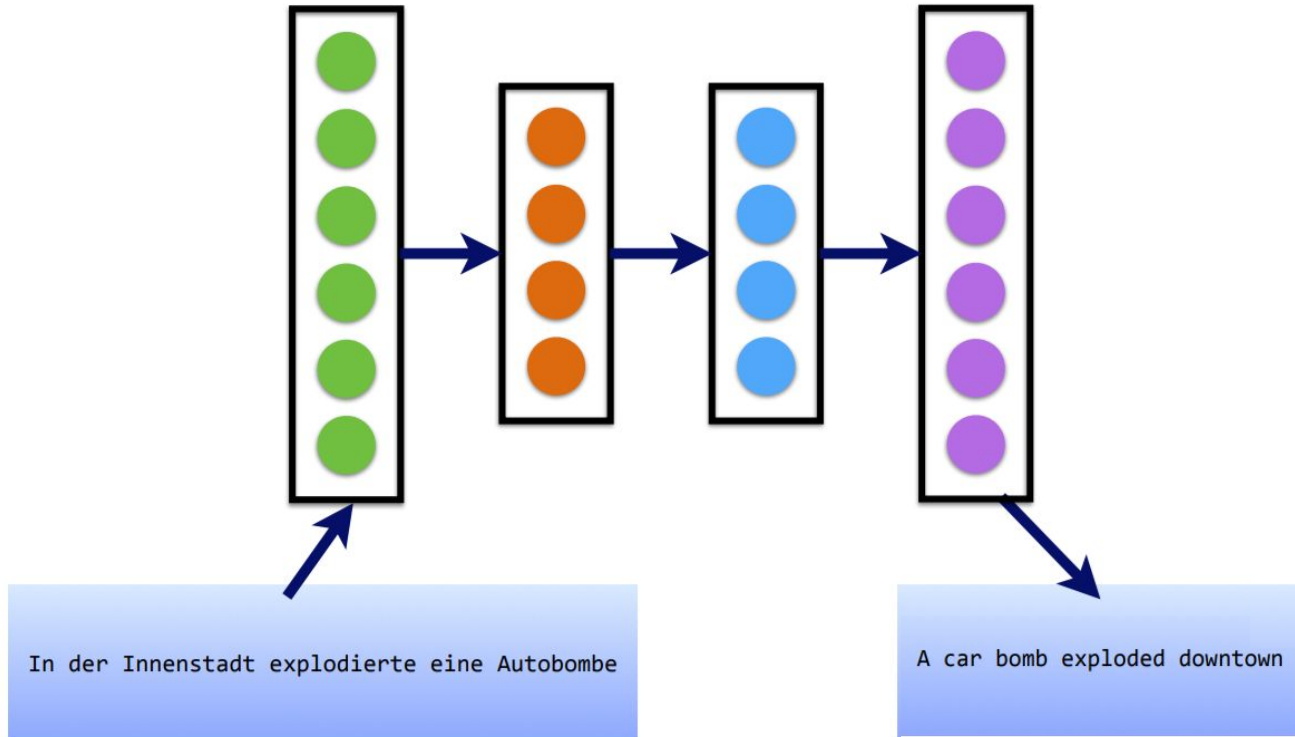 In der Innenstadt explodierte eine Autobombe
A car bomb exploded downtown